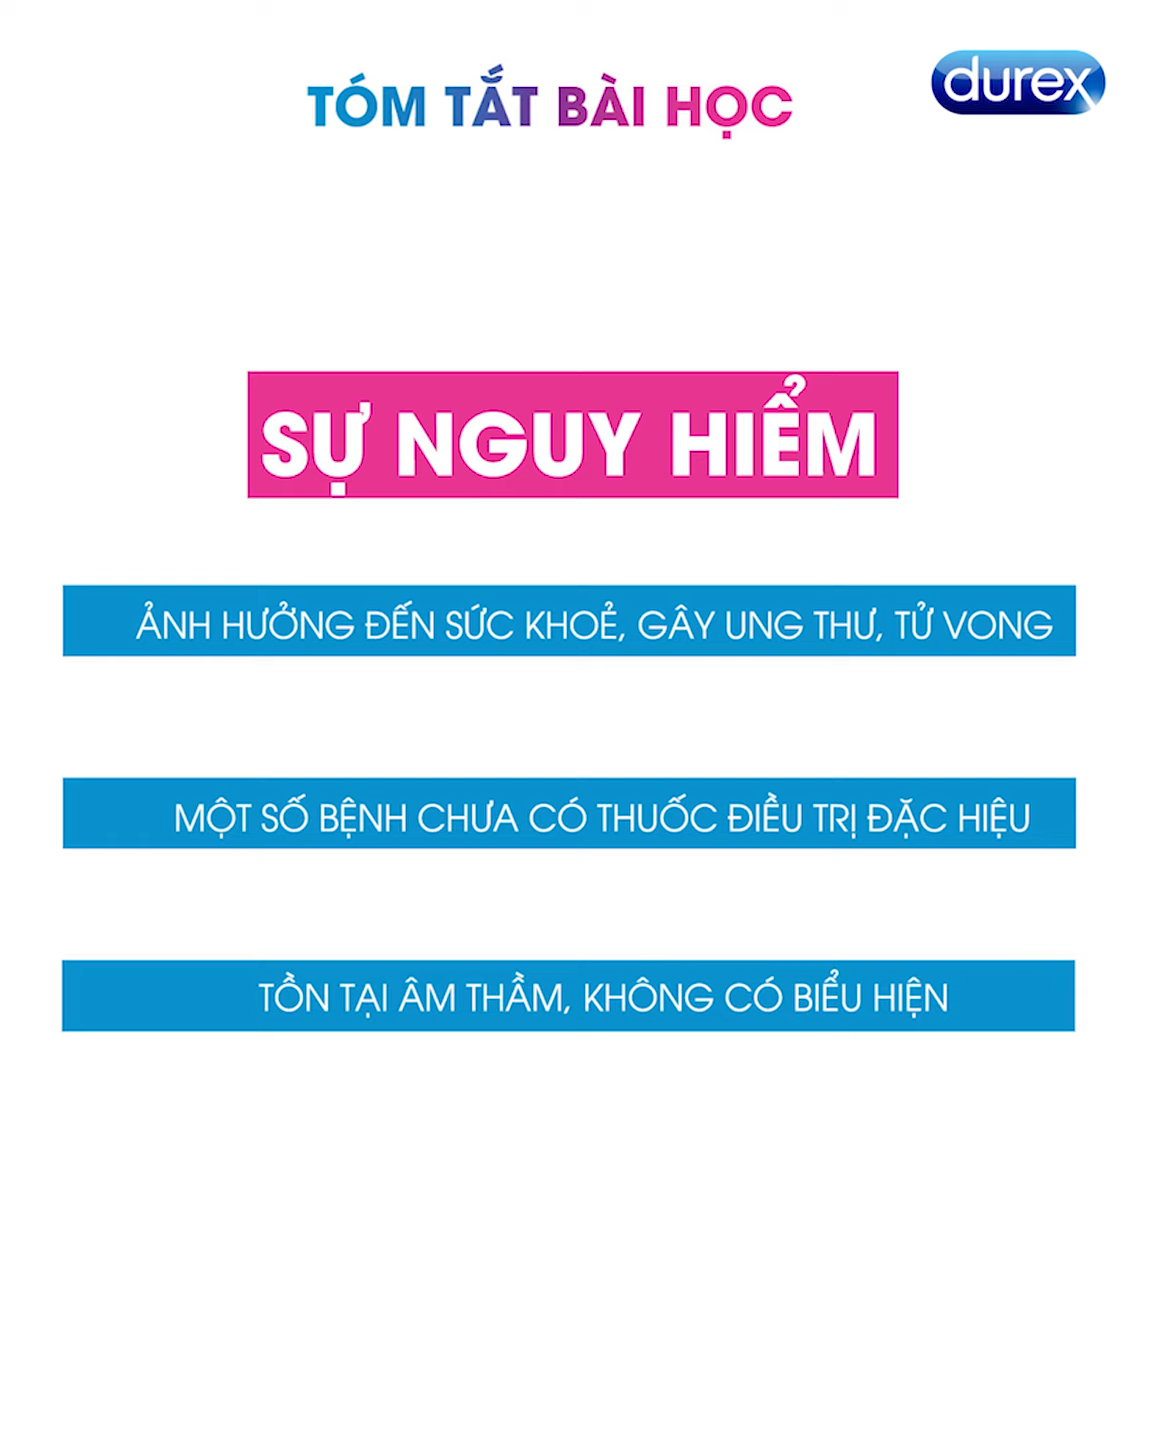 TÓM TẮT BÀI HỌC
durex
SỰ NGUY HIỂM
ẢNH HƯỞNG ĐẾN SỨC KHOẺ, GÂY UNG THƯ, TỬ VONG
MỘT SỐ BỆNH CHƯA CÓ THUỐC ĐIỀU TRỊ ĐẶC HIỆU
TỒN TẠI ÂM THẦM, KHÔNG CÓ BIỂU HIỆN